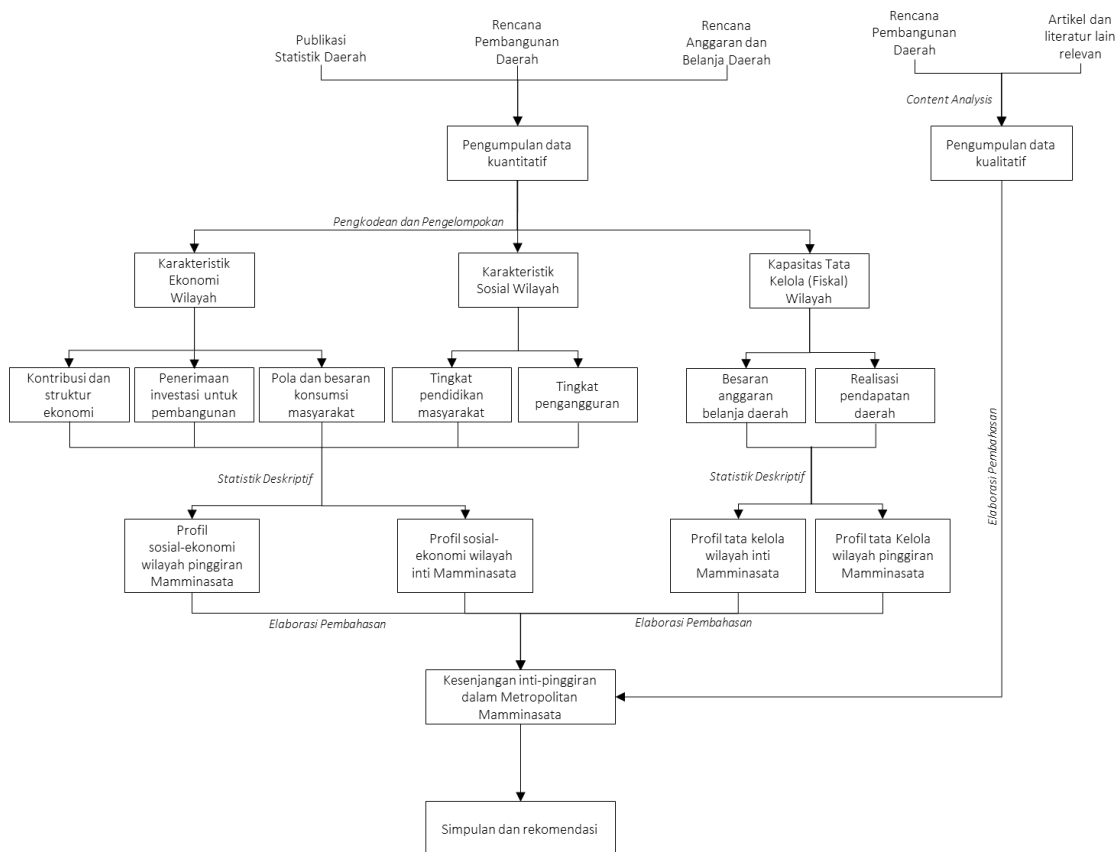 Publikasi
Statistik Daerah
Rencana
Pembangunan
Daerah
Rencana
Anggaran dan
Belanja Daerah
Rencana
Pembangunan
Daerah
Artikel dan
literatur lain
relevan
Content Analysis
Pengumpulan data
kuantitatif
Pengumpulan data
kualitatif
Pengkodean dan Pengelompokan
Karakteristik
Ekonomi
Wilayah
Karakteristik
Sosial Wilayah
Kapasitas Tata
Kelola (Fiskal)
Wilayah
Kontribusi dan
struktur
ekonomi
Penerimaan
investasi untuk
pembangunan
Pola dan besaran
konsumsi
masyarakat
Tingkat
pendidikan
masyarakat
Tingkat
pengangguran
Besaran
anggaran
belanja daerah
Realisasi
pendapatan
daerah
Elaborasi Pembahasan
Statistik Deskriptif
Statistik Deskriptif
Profil
sosial-ekonomi
wilayah pinggiran
Mamminasata
Profil sosial-
ekonomi wilayah
inti Mamminasata
Profil tata kelola
wilayah inti
Mamminasata
Profil tata Kelola
wilayah pinggiran
Mamminasata
Elaborasi Pembahasan
Elaborasi Pembahasan
Kesenjangan inti-pinggiran
dalam Metropolitan
Mamminasata
Simpulan dan rekomendasi